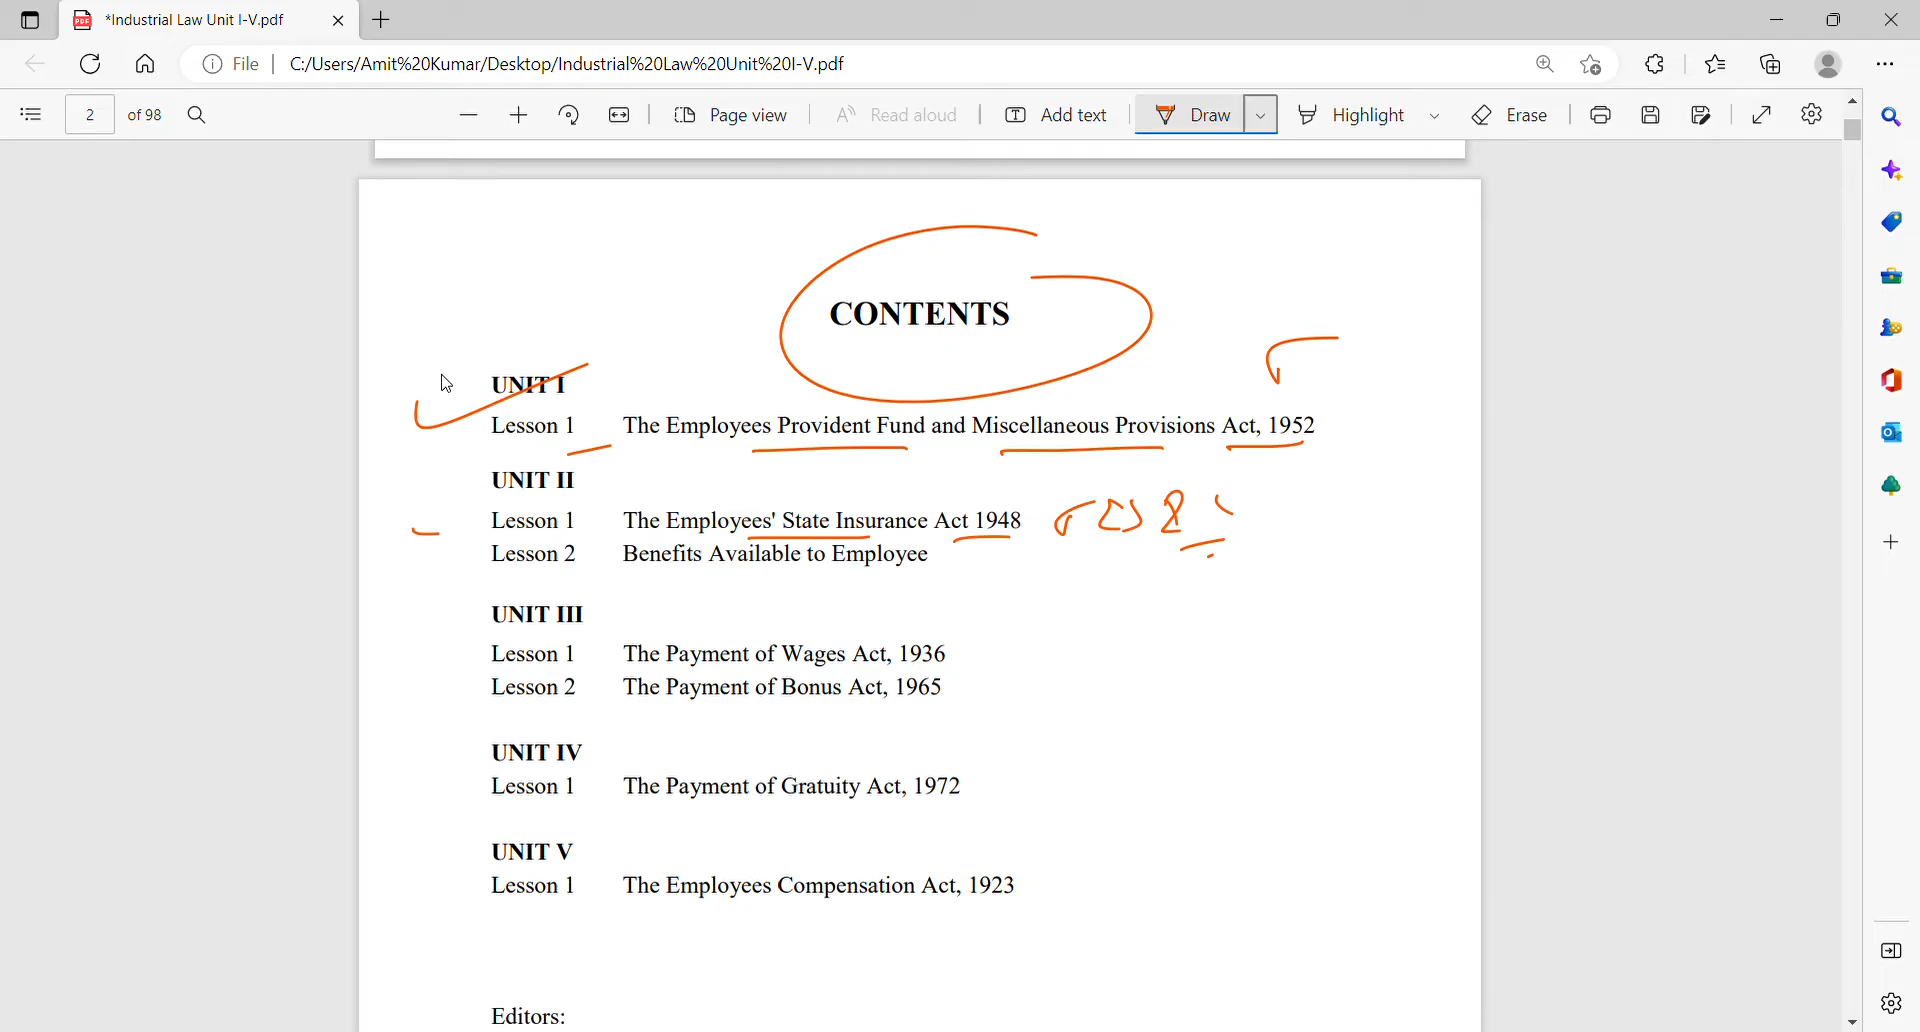 *Industrial Law Unit I-V.pdf
File
C:/Users/Amit%20Kumar/Desktop/Industrial%20Law%20Unit%20I-V.pdf
2 of 98
Page view
Read aloud
Add text
Draw
Highlight
Erase
CONTENTS
UNIT I
Lesson 1 The Employees Provident Fund and Miscellaneous Provisions Act, 1952
UNIT II
Lesson 1 The Employees' State Insurance Act 1948
Lesson 2 Benefits Available to Employee
UNIT III
Lesson 1 The Payment of Wages Act, 1936
Lesson 2 The Payment of Bonus Act, 1965
UNIT IV
Lesson 1 The Payment of Gratuity Act, 1972
UNIT V
Lesson 1 The Employees Compensation Act, 1923
Editors: